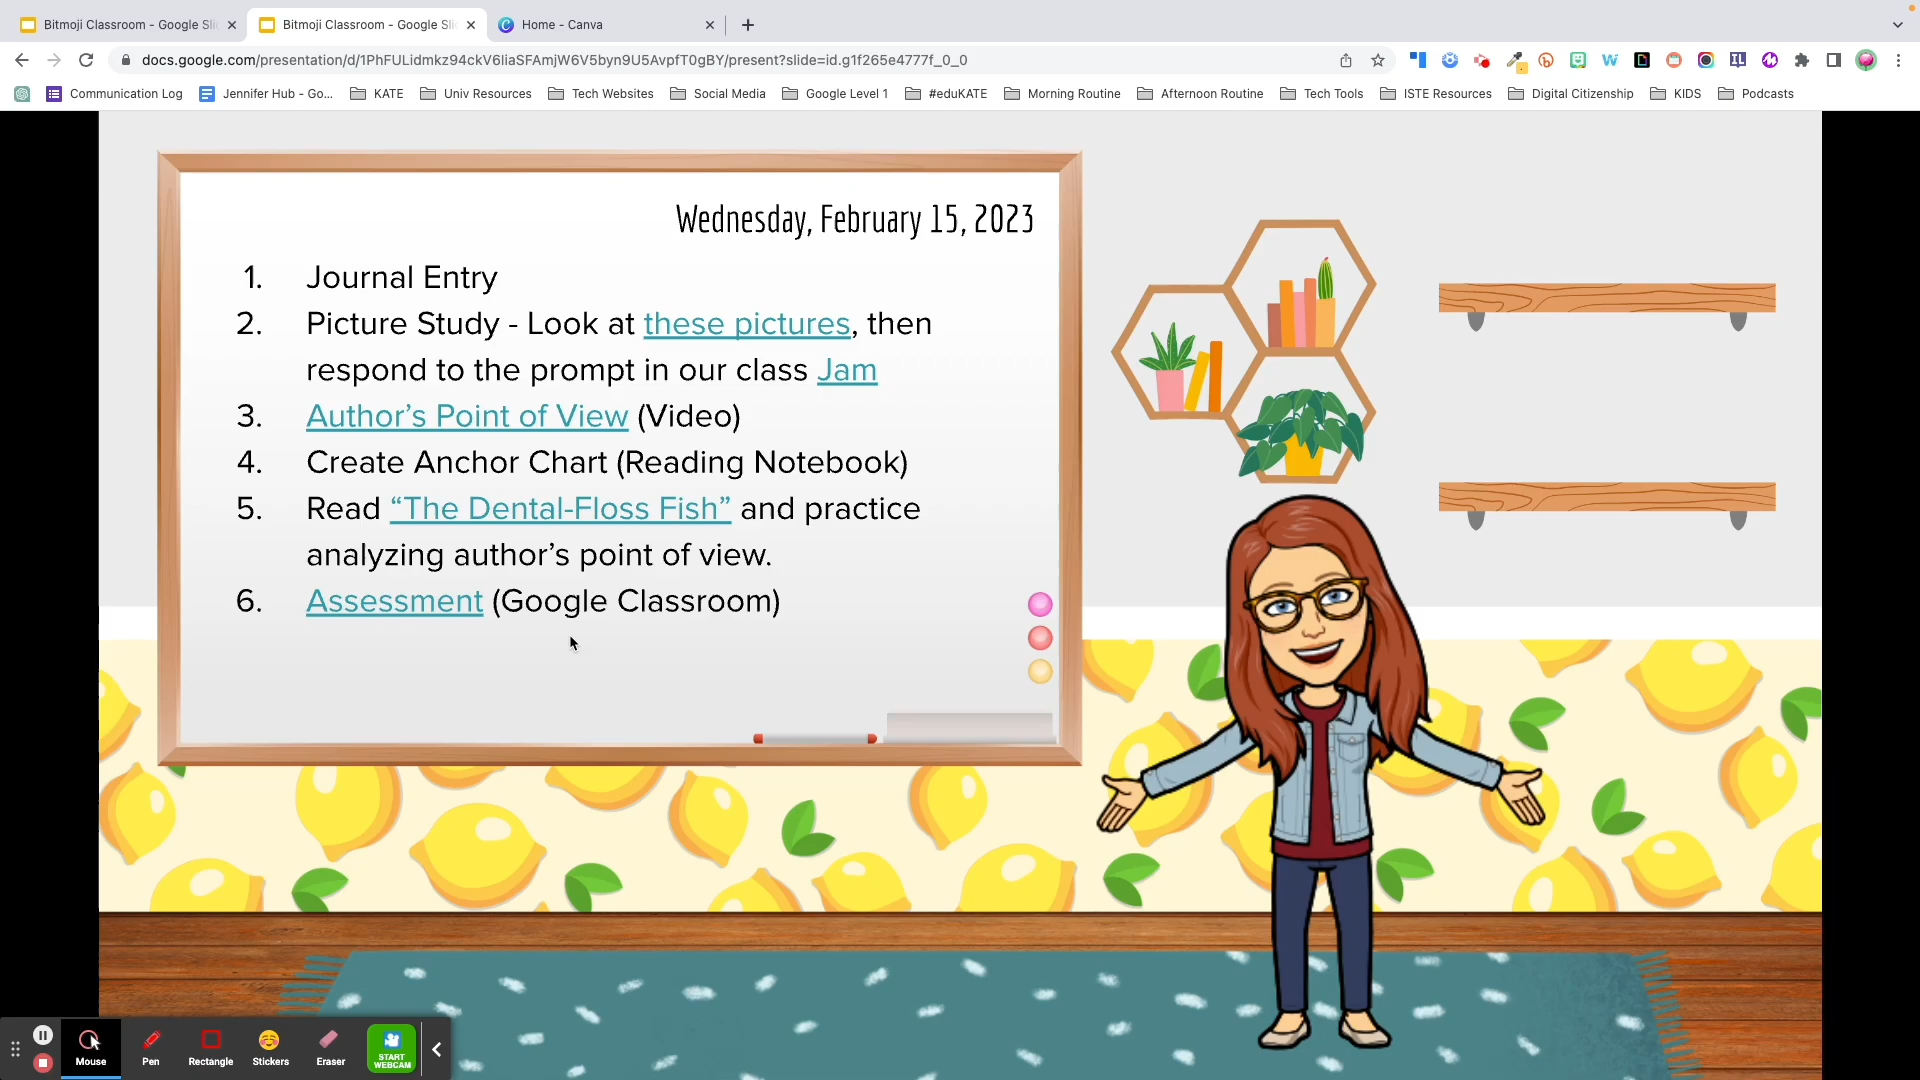 Bitmoji Classroom - Google Sli
Bitmoji Classroom - Google Sli
Home - Canva
docs.google.com/presentation/d/1PhFULidmkz94ckV6liaSFAmjW6V5byn9U5AvpfT0gBY/present?slide=id.g1f265e4777f_0_0
Communication Log
Jennifer Hub - Go...
KATE
Univ Resources
Tech Websites
Social Media
Google Level 1
#eduKATE
Morning Routine
Afternoon Routine
Tech Tools
ISTE Resources
Digital Citizenship
KIDS
Podcasts
Wednesday, February 15, 2023
1. Journal Entry
2. Picture Study - Look at these pictures, then
respond to the prompt in our class Jam
3. Author’s Point of View (Video)
4. Create Anchor Chart (Reading Notebook)
5. Read “The Dental-Floss Fish” and practice
analyzing author’s point of view.
6. Assessment (Google Classroom)
Mouse
Pen
Rectangle
Stickers
Eraser
START
WEBCAM